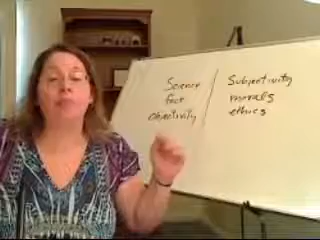 Science
fact
Objectivity
Subjectivity
morals
ethics